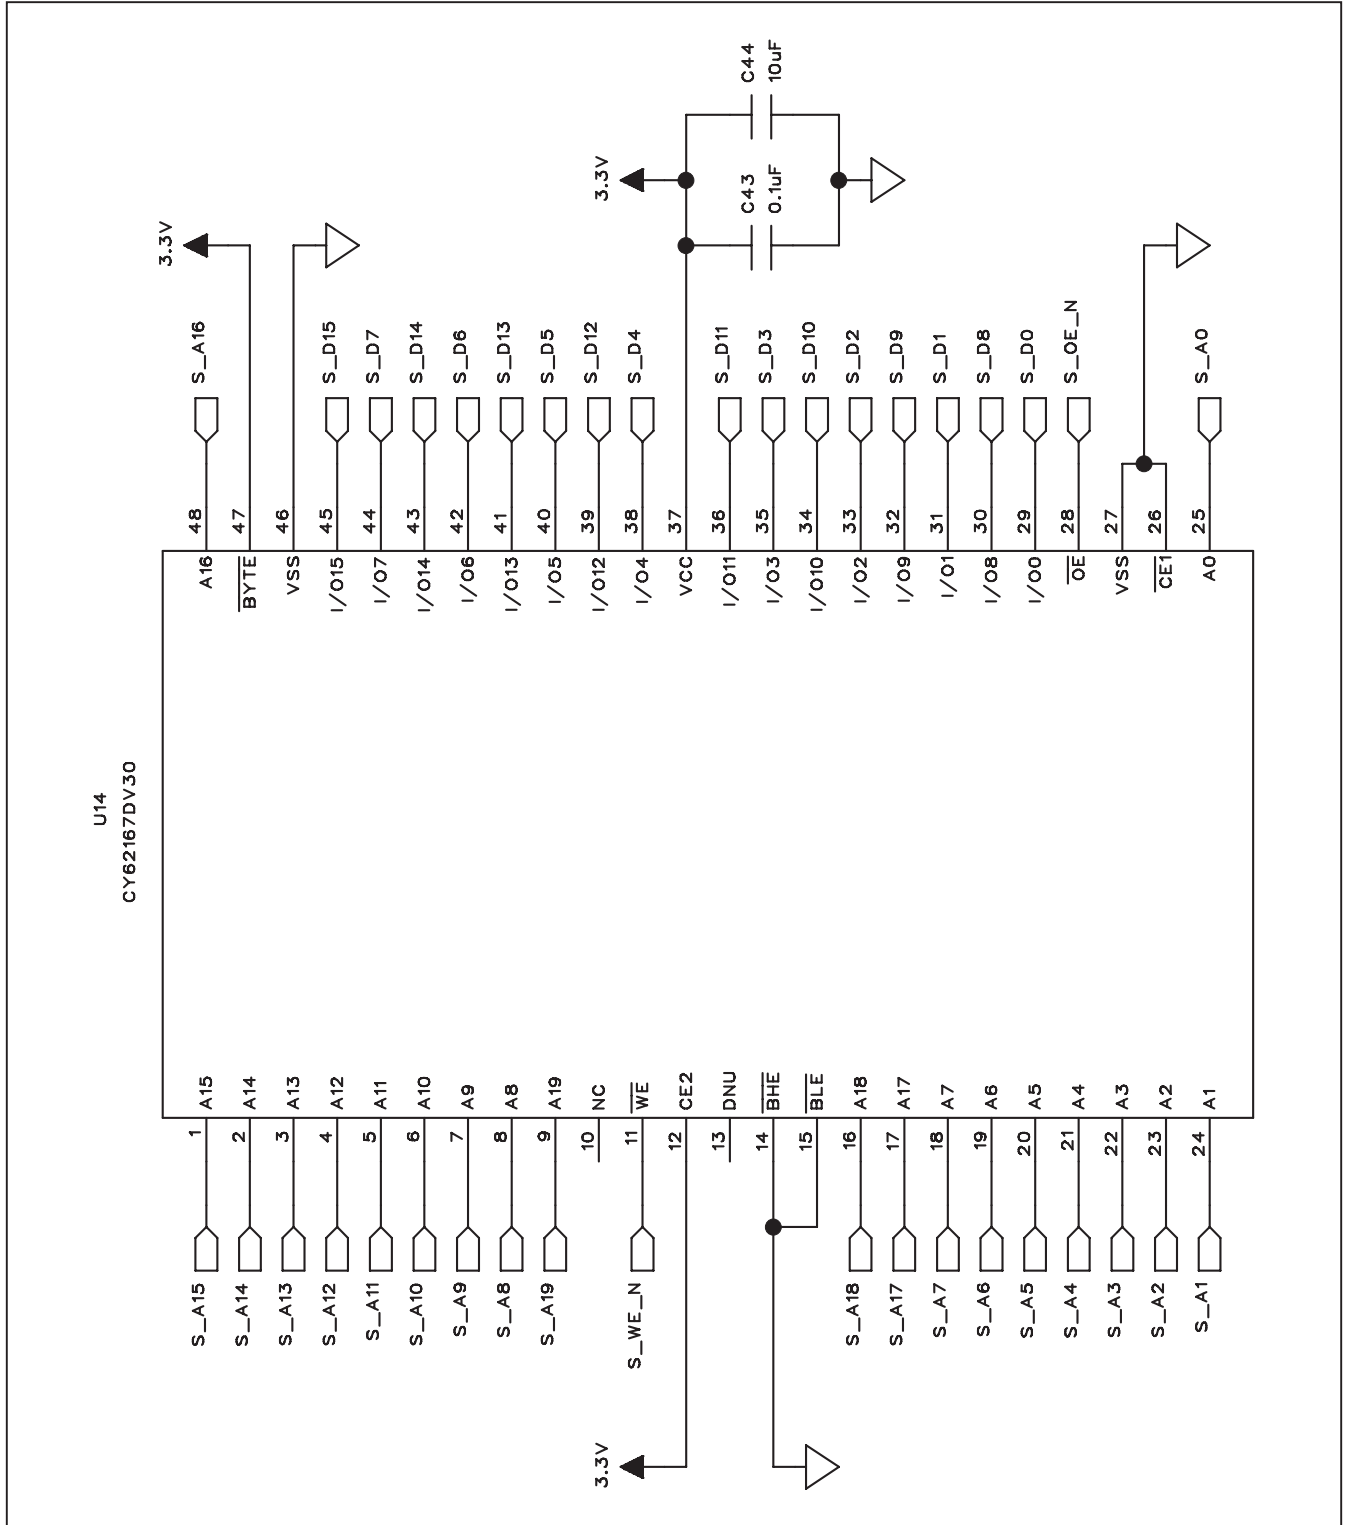 U14
CY62167DV30
S_A15 1 A15
S_A14 2 A14
S_A13 3 A13
S_A12 4 A12
S_A11 5 A11
S_A10 6 A10
S_A9 7 A9
S_A8 8 A8
S_A19 9 A19
10 NC
S_WE_N 11 WE
3.3V 12 CE2
13 DNU
14 BHE
15 BLE
S_A18 16 A18
S_A17 17 A17
S_A7 18 A7
S_A6 19 A6
S_A5 20 A5
S_A4 21 A4
S_A3 22 A3
S_A2 23 A2
S_A1 24 A1
A16 48 S_A16
BYTE 47 3.3V
VSS 46
I/O15 45 S_D15
I/O7 44 S_D7
I/O14 43 S_D14
I/O6 42 S_D6
I/O13 41 S_D13
I/O5 40 S_D5
I/O12 39 S_D12
I/O4 38 S_D4
VCC 37 3.3V
C44
10uF
C43
0.1uF
I/O11 36 S_D11
I/O3 35 S_D3
I/O10 34 S_D10
I/O2 33 S_D2
I/O9 32 S_D9
I/O1 31 S_D1
I/O8 30 S_D8
I/O0 29 S_D0
OE 28 S_OE_N
VSS 27
CE1 26
A0 25 S_A0